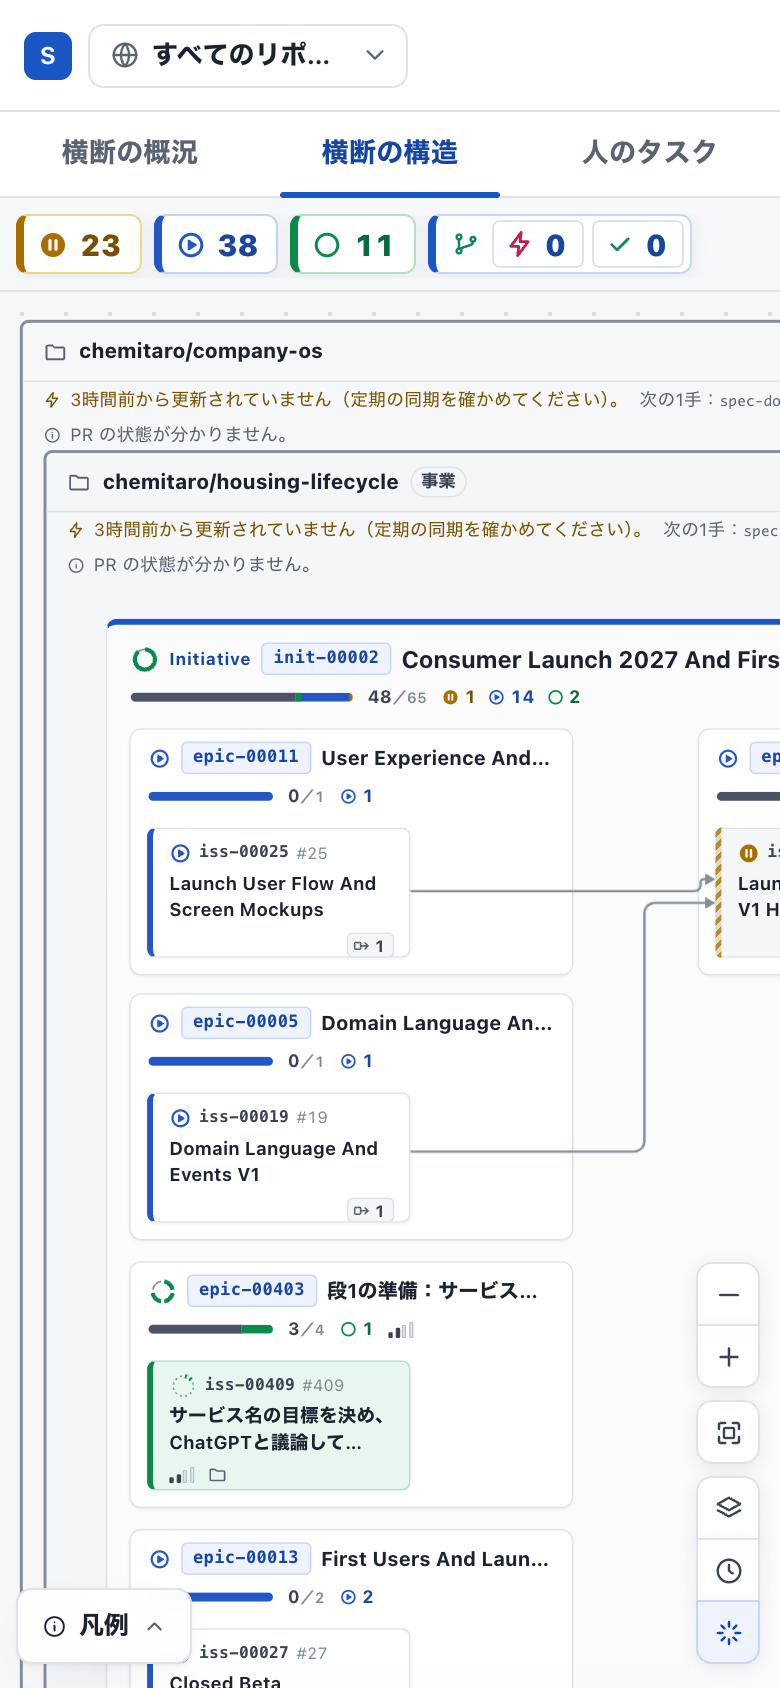 S すべてのリポ...
横断の概況 横断の構造 人のタスク
23 38 11 0 0
chemitaro/company-os
3時間前から更新されていません（定期の同期を確かめてください）。 次の1手：spec-do
PR の状態が分かりません。
chemitaro/housing-lifecycle 事業
3時間前から更新されていません（定期の同期を確かめてください）。 次の1手：spec
PR の状態が分かりません。
Initiative init-00002 Consumer Launch 2027 And Firs
48/65 1 14 2
epic-00011 User Experience And...
0/1 1
iss-00025 #25
Launch User Flow And
Screen Mockups
1
ep
is
Laun
V1 H
epic-00005 Domain Language An...
0/1 1
iss-00019 #19
Domain Language And
Events V1
1
epic-00403 段1の準備：サービス...
3/4 1
iss-00409 #409
サービス名の目標を決め、
ChatGPTと議論して...
epic-00013 First Users And Laun...
0/2 2
iss-00027 #27
Closed Beta
凡例